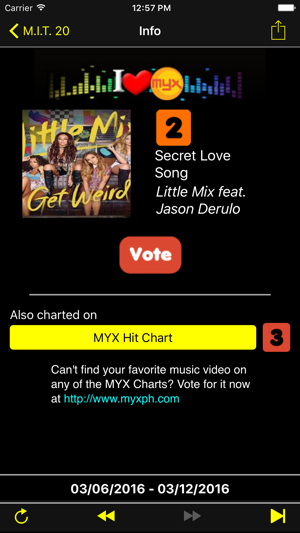 Carrier 12:57 PM
M.I.T. 20 Info
I myx
Little Mix
Get Weird
2
Secret Love
Song
Little Mix feat.
Jason Derulo
Vote
Also charted on
MYX Hit Chart
3
Can't find your favorite music video on
any of the MYX Charts? Vote for it now
at http://www.myxph.com
03/06/2016 - 03/12/2016